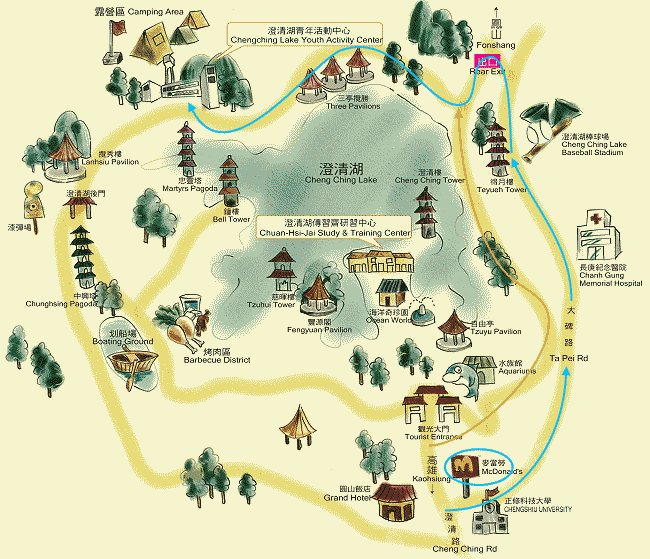 露營區 Camping Area
澄清湖青年活動中心
Chengching Lake Youth Activity Center
鳳山
Fonshang
出口
Rear Exit
三亭攬勝
Three Pavilions
澄清湖棒球場
Cheng Ching Lake
Baseball Stadium
攬秀樓
Lanhsiu Pavilion
忠靈塔
Martyrs Pagoda
鐘樓
Bell Tower
澄清湖
Cheng Ching Lake
澄清樓
Cheng Ching Tower
得月樓
Teyueh Tower
澄清湖後門
漆彈場
澄清湖傳習齋研習中心
Chuan-Hsi-Jai Study & Training Center
長庚紀念醫院
Chanh Gung
Memorial Hospital
中興塔
Chunghsing Pagoda
慈暉樓
Tzuhui Tower
豐源閣
Fengyuan Pavilion
海洋奇珍園
Ocean World
自由亭
Tzuyu Pavilion
划船場
Boating Ground
烤肉區
Barbecue District
大碑路
Ta Pei Rd
水族館
Aquariums
觀光大門
Tourist Entrance
高雄
Kaohsiung
麥當勞
McDonald's
圓山飯店
Grand Hotel
正修科技大學
CHENGSHIU UNIVERSITY
澄清路
Cheng Ching Rd